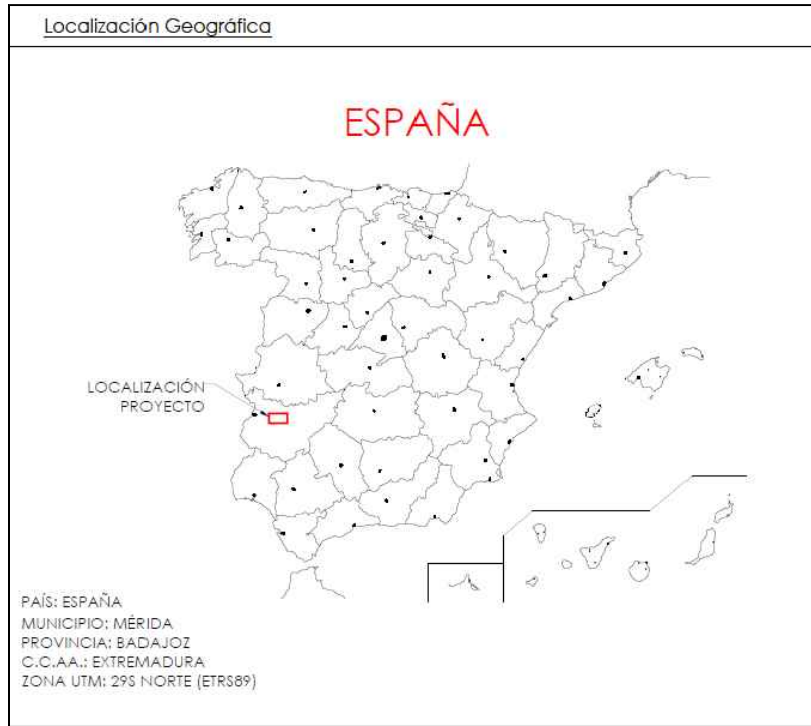 Localización Geográfica
ESPAÑA
LOCALIZACIÓN
PROYECTO
PAÍS: ESPAÑA
MUNICIPIO: MÉRIDA
PROVINCIA: BADAJOZ
C.C.AA.: EXTREMADURA
ZONA UTM: 29S NORTE (ETRS89)